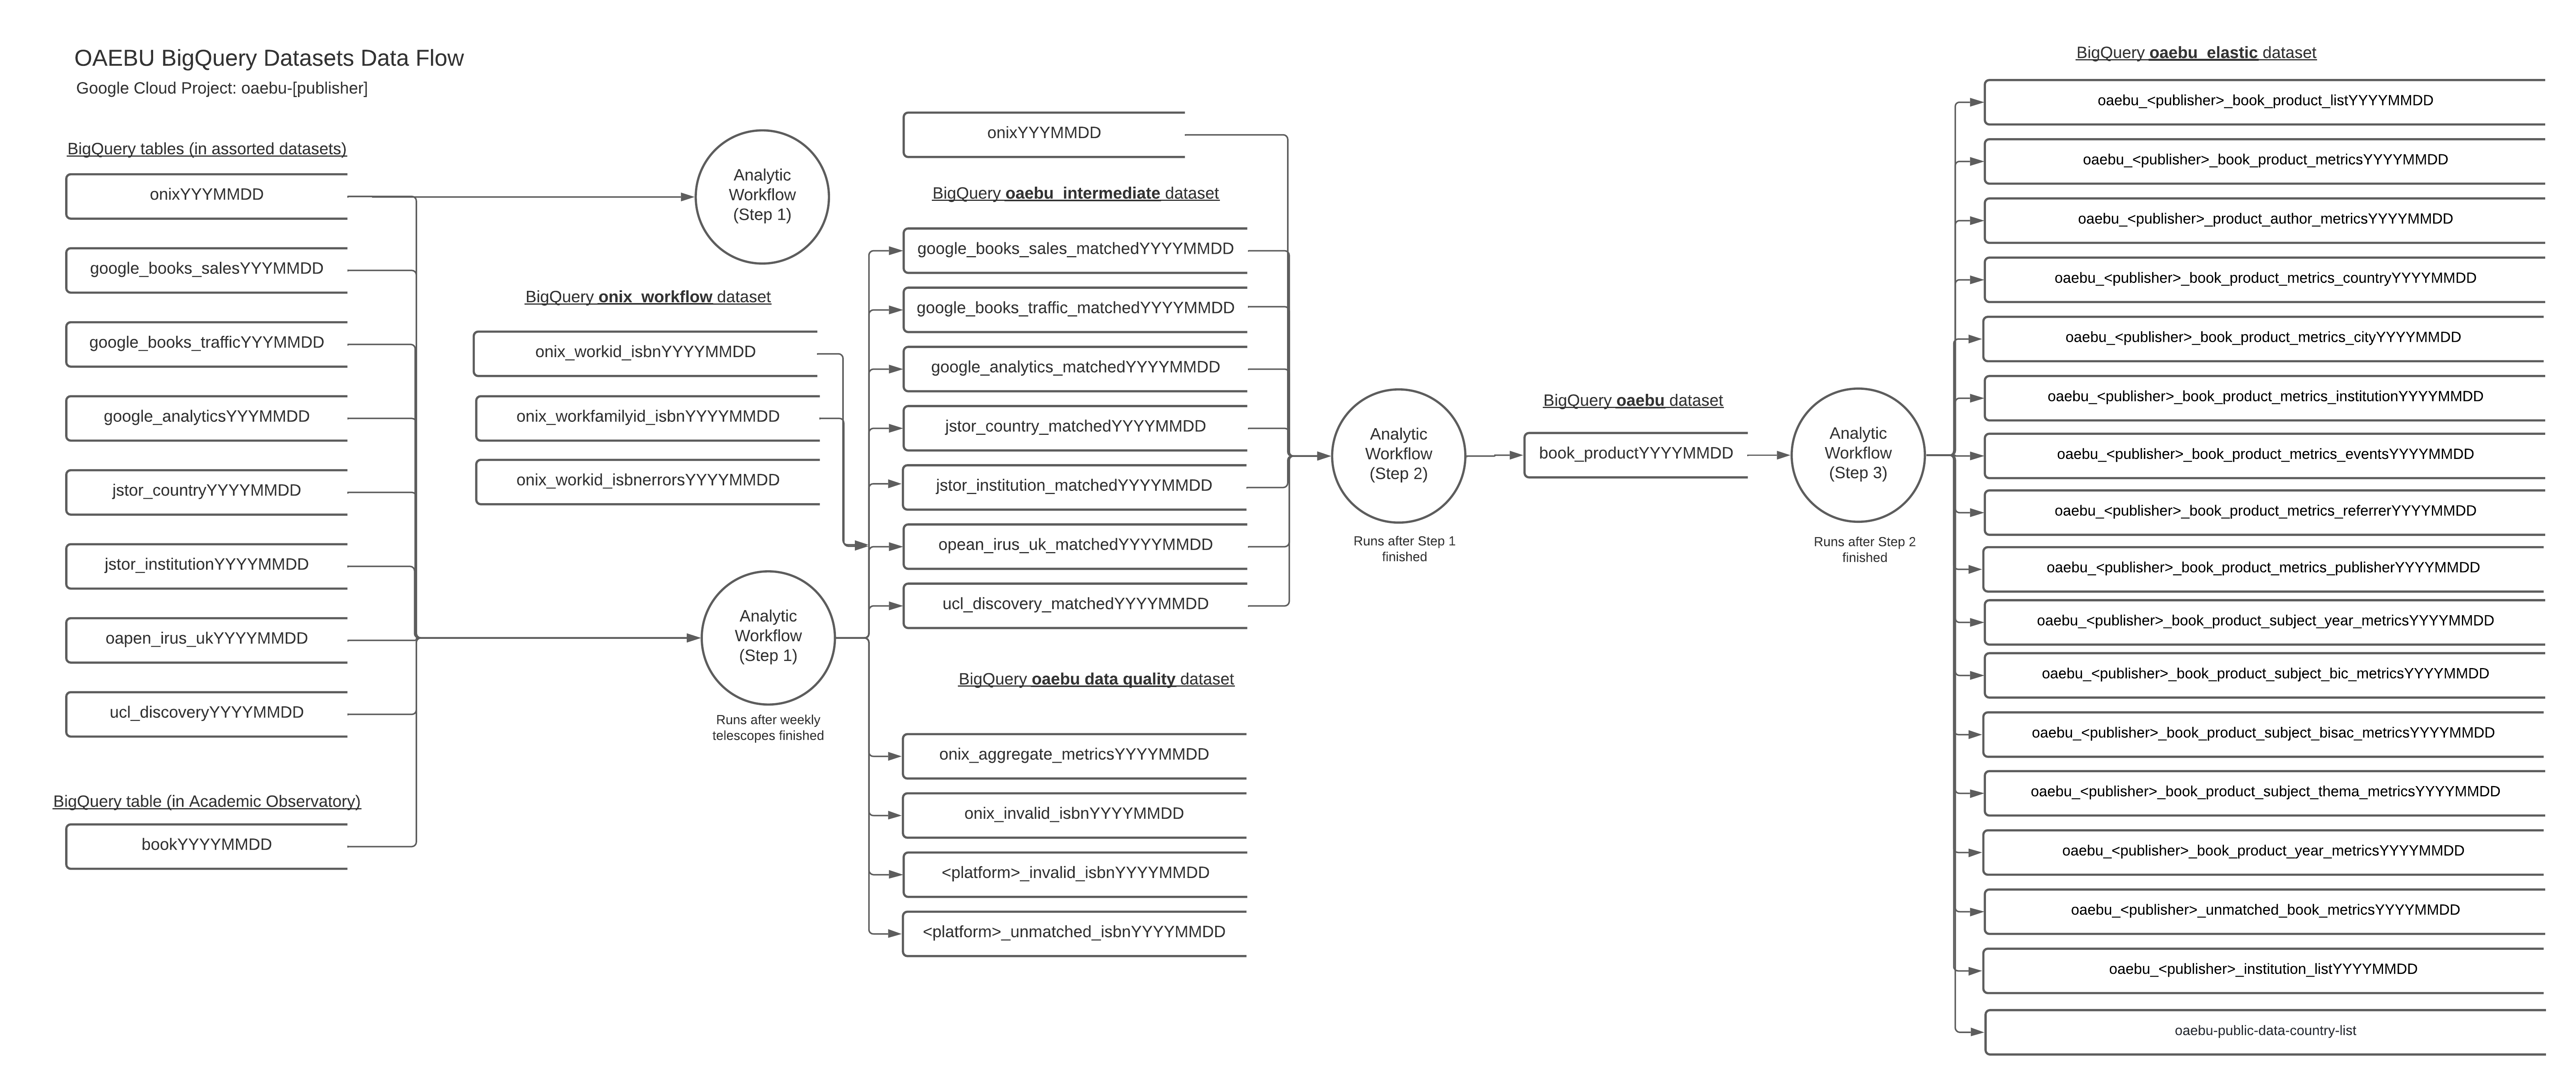 OAEBU BigQuery Datasets Data Flow
Google Cloud Project: oaebu-[publisher]
BigQuery tables (in assorted datasets)
onixYYYMMDD
google_books_salesYYYMMDD
google_books_trafficYYYMMDD
google_analyticsYYYMMDD
jstor_countryYYYYMMDD
jstor_institutionYYYYMMDD
oapen_irus_ukYYYYMMDD
ucl_discoveryYYYYMMDD
BigQuery table (in Academic Observatory)
bookYYYYMMDD
Analytic
Workflow
(Step 1)
BigQuery onix_workflow dataset
onix_workid_isbnYYYYMMDD
onix_workfamilyid_isbnYYYYMMDD
onix_workid_isbnerrorsYYYYMMDD
Analytic
Workflow
(Step 1)
Runs after weekly
telescopes finished
onixYYYMMDD
BigQuery oaebu_intermediate dataset
google_books_sales_matchedYYYYMMDD
google_books_traffic_matchedYYYYMMDD
google_analytics_matchedYYYYMMDD
jstor_country_matchedYYYYMMDD
jstor_institution_matchedYYYYMMDD
opean_irus_uk_matchedYYYYMMDD
ucl_discovery_matchedYYYYMMDD
BigQuery oaebu data quality dataset
onix_aggregate_metricsYYYYMMDD
onix_invalid_isbnYYYYMMDD
<platform>_invalid_isbnYYYYMMDD
<platform>_unmatched_isbnYYYYMMDD
Analytic
Workflow
(Step 2)
Runs after Step 1
finished
BigQuery oaebu dataset
book_productYYYYMMDD
Analytic
Workflow
(Step 3)
Runs after Step 2
finished
BigQuery oaebu_elastic dataset
oaebu_<publisher>_book_product_listYYYYMMDD
oaebu_<publisher>_book_product_metricsYYYYMMDD
oaebu_<publisher>_product_author_metricsYYYYMMDD
oaebu_<publisher>_book_product_metrics_countryYYYYMMDD
oaebu_<publisher>_book_product_metrics_cityYYYYMMDD
oaebu_<publisher>_book_product_metrics_institutionYYYYMMDD
oaebu_<publisher>_book_product_metrics_eventsYYYYMMDD
oaebu_<publisher>_book_product_metrics_referrerYYYYMMDD
oaebu_<publisher>_book_product_metrics_publisherYYYYMMDD
oaebu_<publisher>_book_product_subject_year_metricsYYYYMMDD
oaebu_<publisher>_book_product_subject_bic_metricsYYYYMMDD
oaebu_<publisher>_book_product_subject_bisac_metricsYYYYMMDD
oaebu_<publisher>_book_product_subject_thema_metricsYYYYMMDD
oaebu_<publisher>_book_product_year_metricsYYYYMMDD
oaebu_<publisher>_unmatched_book_metricsYYYYMMDD
oaebu_<publisher>_institution_listYYYYMMDD
oaebu-public-data-country-list